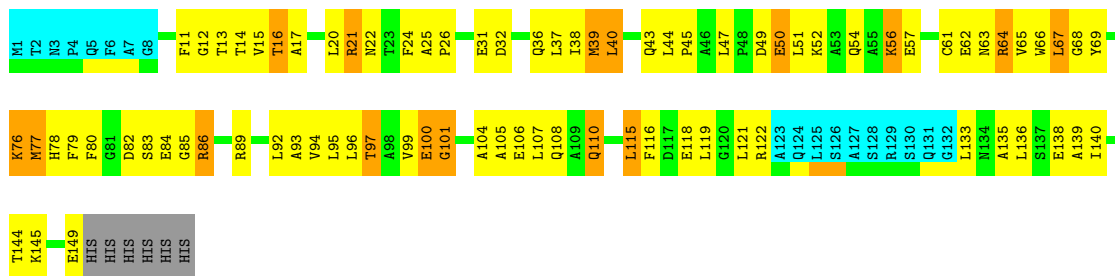 M1 T2 N3 P4 Q5 F6 A7 G8 F11 G12 T13 T14 V15 T16 A17 L20 R21 N22 T23 F24 A25 P26 E31 D32 Q36 L37 I38 M39 L40 Q43 L44 P45 A46 L47 P48 D49 E50 L51 K52 A53 Q54 A55 K56 E57 C61 E62 N63 R64 V65 W66 L67 G68 Y69
K76 M77 H78 F79 F80 G81 D82 S83 E84 G85 R86 R89 L92 A93 V94 L95 L96 T97 A98 V99 E100 G101 A104 A105 E106 L107 Q108 A109 Q110 L115 F116 D117 E118 L119 G120 L121 R122 A123 Q124 L125 S126 A127 S128 R129 S130 Q131 G132 L133 N134 A135 L136 S137 E138 A139 I140
T144 K145 E149 HIS HIS HIS HIS HIS HIS